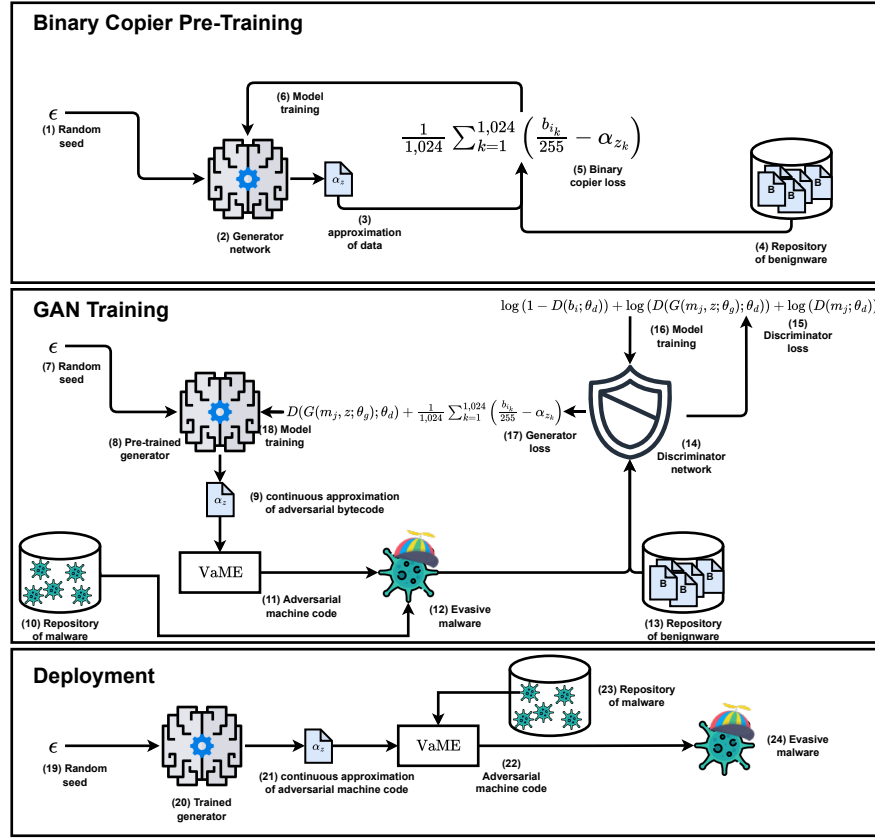 Binary Copier Pre-Training
(6) Model
training
ϵ
(1) Random
seed
1/1,024 ∑_{k=1}^{1,024} (b_{i_k}/255 − α_{z_k})
(5) Binary
copier loss
α_z
(2) Generator
network
(3)
approximation
of data
B B B B
(4) Repository
of benignware
GAN Training
log (1 − D(b_i; θ_d)) + log (D(G(m_j, z; θ_g); θ_d)) + log (D(m_j; θ_d))
(16) Model
training
(15)
Discriminator
loss
ϵ
(7) Random
seed
D(G(m_j, z; θ_g); θ_d) + 1/1,024 ∑_{k=1}^{1,024} (b_{i_k}/255 − α_{z_k})
(8) Pre-trained
generator
(18) Model
training
(17) Generator
loss
(14)
Discriminator
network
α_z
(9) continuous approximation
of adversarial bytecode
VaME
B B B B
(10) Repository
of malware
(11) Adversarial
machine code
(12) Evasive
malware
(13) Repository
of benignware
Deployment
(23) Repository
of malware
ϵ
(19) Random
seed
α_z
VaME
(24) Evasive
malware
(20) Trained
generator
(21) continuous approximation
of adversarial machine code
(22)
Adversarial
machine code